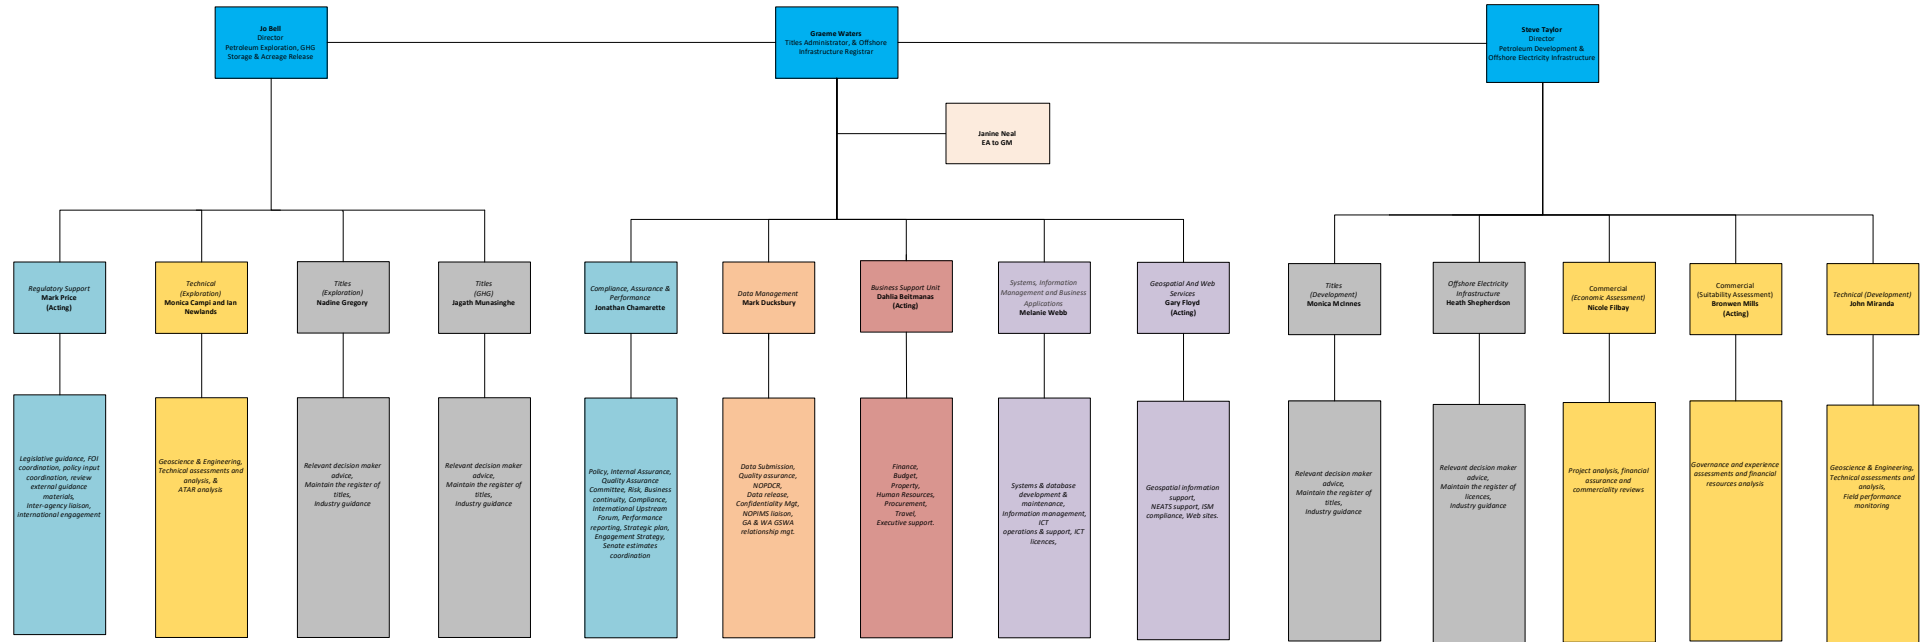 Jo Bell
Director
Petroleum Exploration, GHG
Storage & Acreage Release
Graeme Waters
Titles Administrator, & Offshore
Infrastructure Registrar
Steve Taylor
Director
Petroleum Development &
Offshore Electricity Infrastructure
Janine Neal
EA to GM
Regulatory Support
Mark Price
(Acting)
Technical
(Exploration)
Monica Campi and Ian
Newlands
Titles
(Exploration)
Nadine Gregory
Titles
(GHG)
Jagath Munasinghe
Compliance, Assurance &
Performance
Jonathan Chamarette
Data Management
Mark Ducksbury
Business Support Unit
Dahlia Beitmanas
(Acting)
Systems, Information
Management and Business
Applications
Melanie Webb
Geospatial And Web
Services
Gary Floyd
(Acting)
Titles
(Development)
Monica McInnes
Offshore Electricity
Infrastructure
Heath Shepherdson
Commercial
(Economic Assessment)
Nicole Filbay
Commercial
(Suitability Assessment)
Bronwen Mills
(Acting)
Technical (Development)
John Miranda
Legislative guidance, FOI
coordination, policy input
coordination, review
external guidance
materials,
Inter-agency liaison,
international engagement
Geoscience & Engineering,
Technical assessments and
analysis, &
ATAR analysis
Relevant decision maker
advice,
Maintain the register of
titles,
Industry guidance
Relevant decision maker
advice,
Maintain the register of
titles,
Industry guidance
Policy, Internal Assurance,
Quality Assurance
Committee, Risk, Business
continuity, Compliance,
International Upstream
Forum, Performance
reporting, Strategic plan,
Engagement Strategy,
Senate estimates
coordination
Data Submission,
Quality assurance,
NOPDCR,
Data release,
Confidentiality Mgt,
NOPIMS liaison,
GA & WA GSWA
relationship mgt.
Finance,
Budget,
Property,
Human Resources,
Procurement,
Travel,
Executive support.
Systems & database
development &
maintenance,
Information management,
ICT
operations & support, ICT
licences,
Geospatial information
support,
NEATS support, ISM
compliance, Web sites.
Relevant decision maker
advice,
Maintain the register of
titles,
Industry guidance
Relevant decision maker
advice,
Maintain the register of
licences,
Industry guidance
Project analysis, financial
assurance and
commerciality reviews
Governance and experience
assessments and financial
resources analysis
Geoscience & Engineering,
Technical assessments and
analysis,
Field performance
monitoring